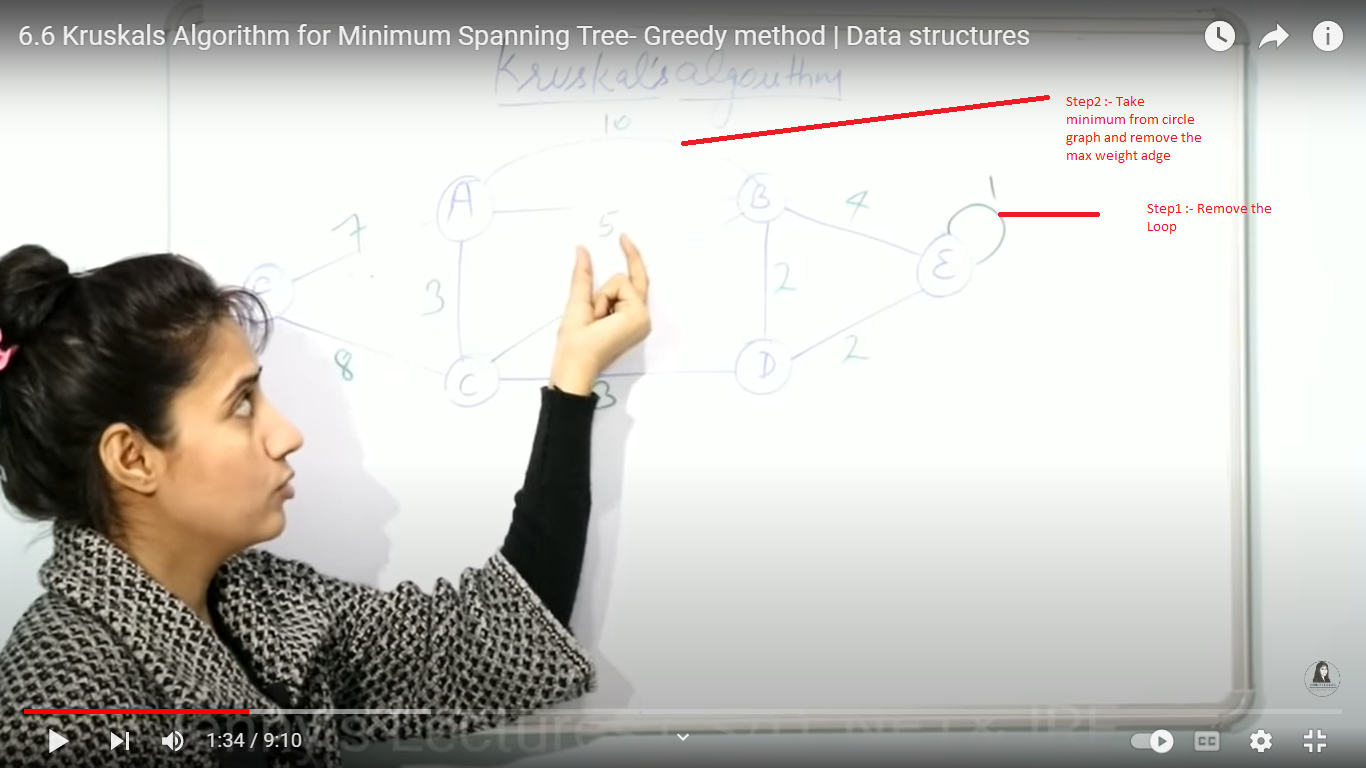 6.6 Kruskals Algorithm for Minimum Spanning Tree- Greedy method | Data structures
Kruskal's algorithm
Step2 :- Take
minimum from circle
graph and remove the
max weight adge
10
1
A
B
4
Step1 :- Remove the
Loop
7
5
E
3
2
8
C
D
2
3
1:34 / 9:10
CC